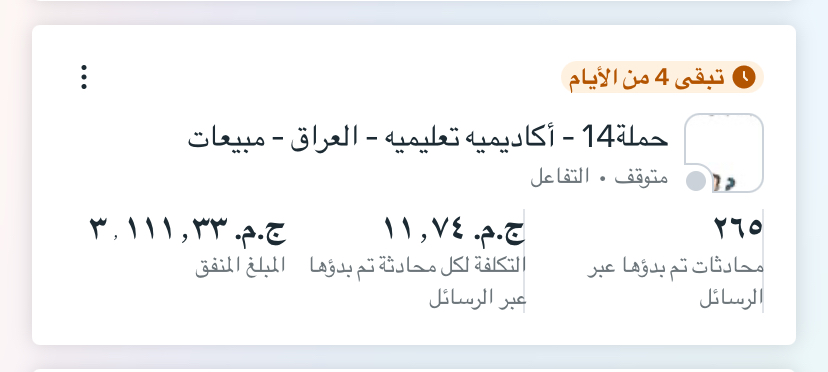 تبقى 4 من الأيام
حملة14 - أكاديميه تعليميه - العراق - مبيعات
متوقف • التفاعل
٢٦٥
محادثات تم بدؤها عبر
الرسائل
ج.م.‏ ١١,٧٤
التكلفة لكل محادثة تم بدؤها
عبر الرسائل
ج.م.‏ ٣,١١١,٣٣
المبلغ المنفق